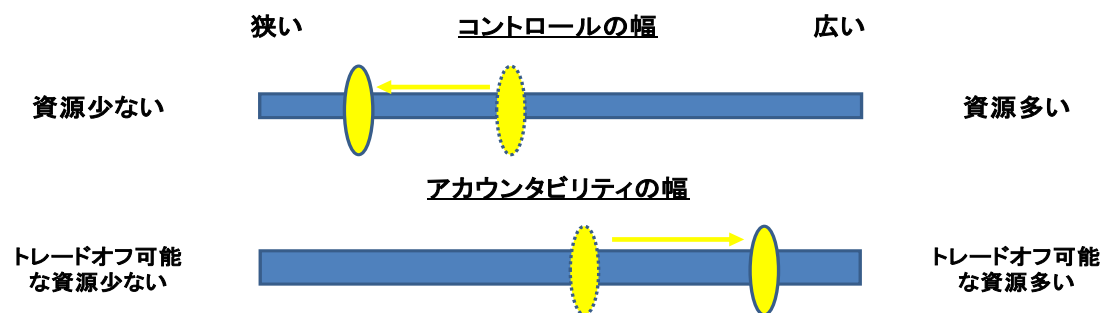 狭い コントロールの幅 広い
資源少ない 資源多い
アカウンタビリティの幅
トレードオフ可能
な資源少ない
トレードオフ可能
な資源多い